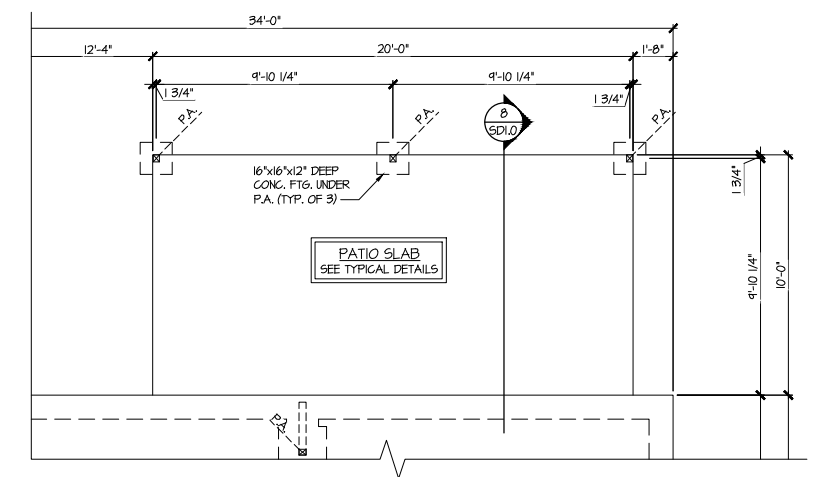 34'-0"
12'-4"
20'-0"
1'-8"
9'-10 1/4"
9'-10 1/4"
1 3/4"
1 3/4"
P.A.
P.A.
P.A.
8
SD1.0
16"x16"x12" DEEP
CONC. FTG. UNDER
P.A. (TYP. OF 3)
1 3/4"
PATIO SLAB
SEE TYPICAL DETAILS
9'-10 1/4"
10'-0"
P.A.